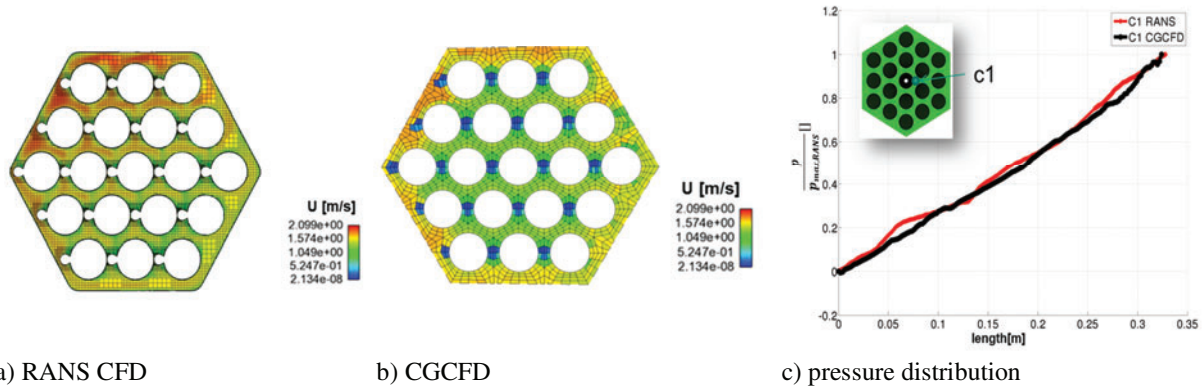 U [m/s]
2.099e+00
1.574e+00
1.049e+00
5.247e-01
2.134e-08
U [m/s]
2.099e+00
1.574e+00
1.049e+00
5.247e-01
2.134e-08
C1 RANS
C1 CGCFD
c1
1.2
1
0.8
0.6
0.4
0.2
0
-0.2
p
p_max,RANS []
0 0.05 0.1 0.15 0.2 0.25 0.3 0.35
length[m]
a) RANS CFD b) CGCFD c) pressure distribution